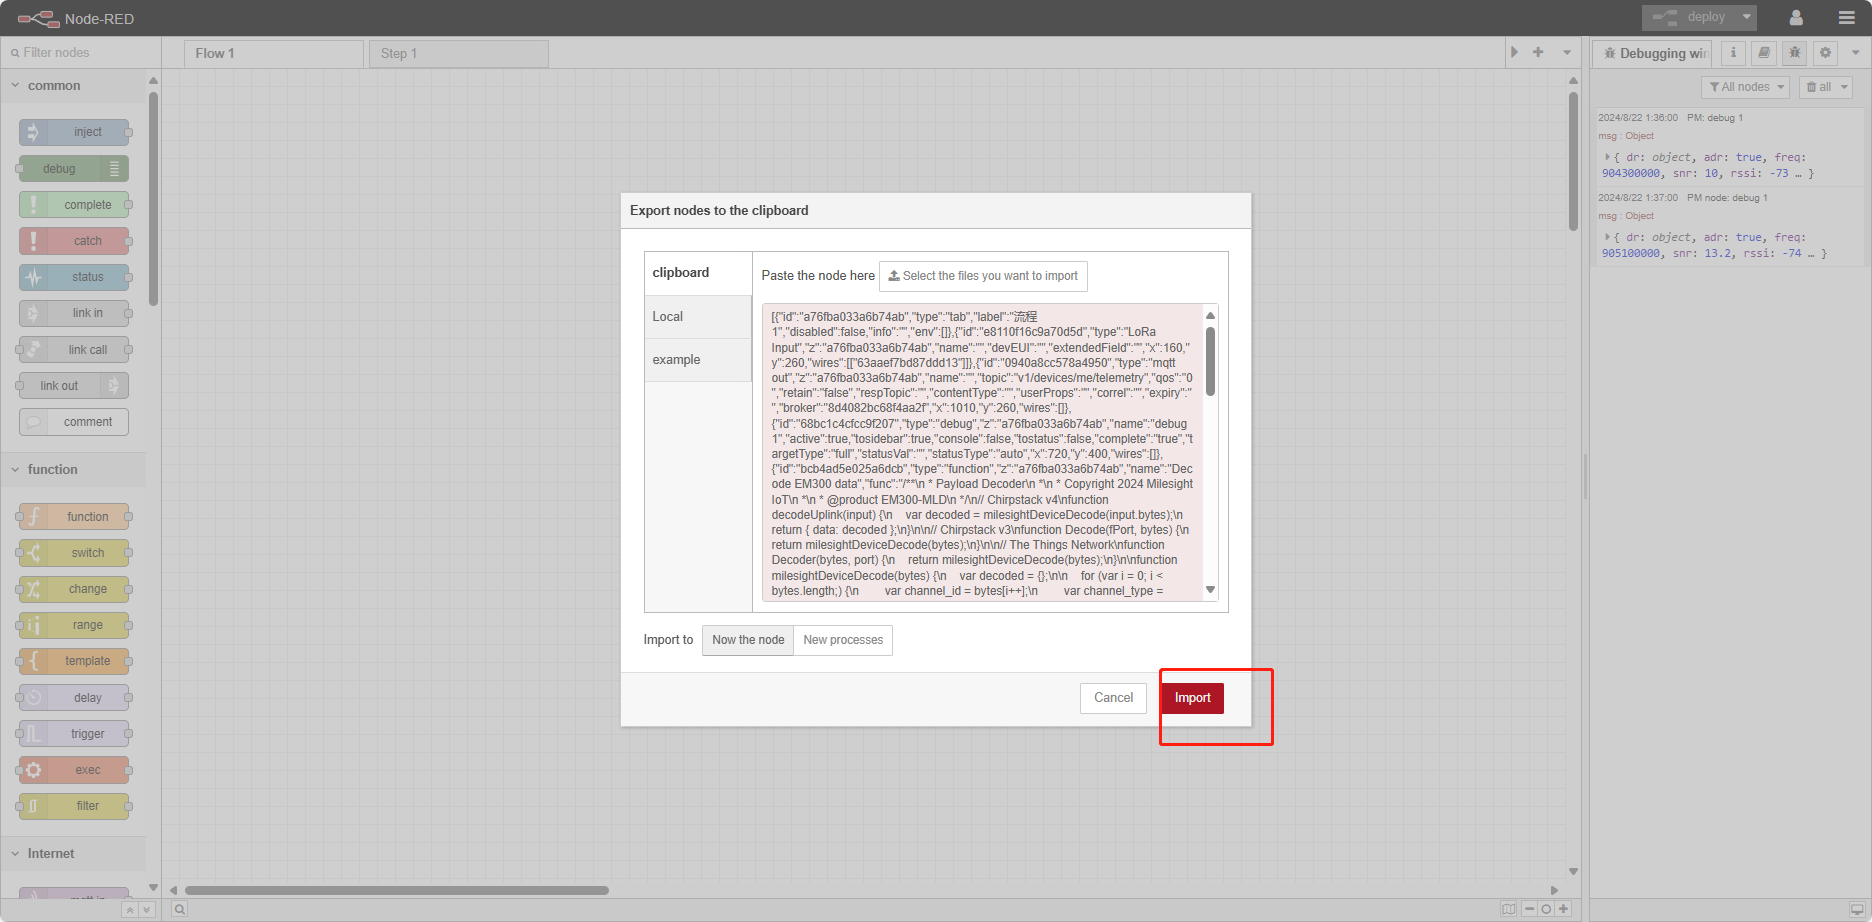 Node-RED
deploy
Filter nodes
Flow 1
Step 1
Debugging win
common
All nodes
all
inject
debug
complete
catch
status
link in
link call
link out
comment
function
function
switch
change
range
template
delay
trigger
exec
filter
Internet
2024/8/22 1:36:00 PM: debug 1
msg : Object
{ dr: object, adr: true, freq:
904300000, snr: 10, rssi: -73 … }
2024/8/22 1:37:00 PM node: debug 1
msg : Object
{ dr: object, adr: true, freq:
905100000, snr: 13.2, rssi: -74 … }
Export nodes to the clipboard
clipboard
Local
example
Paste the node here
Select the files you want to import
[{"id":"a76fba033a6b74ab","type":"tab","label":"流程
1","disabled":false,"info":"","env":[]},{"id":"e8110f16c9a70d5d","type":"LoRa
Input","z":"a76fba033a6b74ab","name":"","devEUI":"","extendedField":"","x":160,"
y":260,"wires":[["63aaef7bd87ddd13"]]},{"id":"0940a8cc578a4950","type":"mqtt
out","z":"a76fba033a6b74ab","name":"","topic":"v1/devices/me/telemetry","qos":"0
","retain":"false","respTopic":"","contentType":"","userProps":"","correl":"","expiry":"
","broker":"8d4082bc68f4aa2f","x":1010,"y":260,"wires":[]},
{"id":"68bc1c4cfcc9f207","type":"debug","z":"a76fba033a6b74ab","name":"debug
1","active":true,"tosidebar":true,"console":false,"tostatus":false,"complete":"true","t
argetType":"full","statusVal":"","statusType":"auto","x":720,"y":400,"wires":[]},
{"id":"bcb4ad5e025a6dcb","type":"function","z":"a76fba033a6b74ab","name":"Dec
ode EM300 data","func":"/**\n * Payload Decoder\n *\n * Copyright 2024 Milesight
IoT\n *\n * @product EM300-MLD\n */\n// Chirpstack v4\nfunction
decodeUplink(input) {\n    var decoded = milesightDeviceDecode(input.bytes);\n
return { data: decoded };\n}\n\n// Chirpstack v3\nfunction Decode(fPort, bytes) {\n
return milesightDeviceDecode(bytes);\n}\n\n// The Things Network\nfunction
Decoder(bytes, port) {\n    return milesightDeviceDecode(bytes);\n}\n\nfunction
milesightDeviceDecode(bytes) {\n    var decoded = {};\n\n    for (var i = 0; i <
bytes.length;) {\n        var channel_id = bytes[i++];\n        var channel_type =
Import to
Now the node
New processes
Cancel
Import